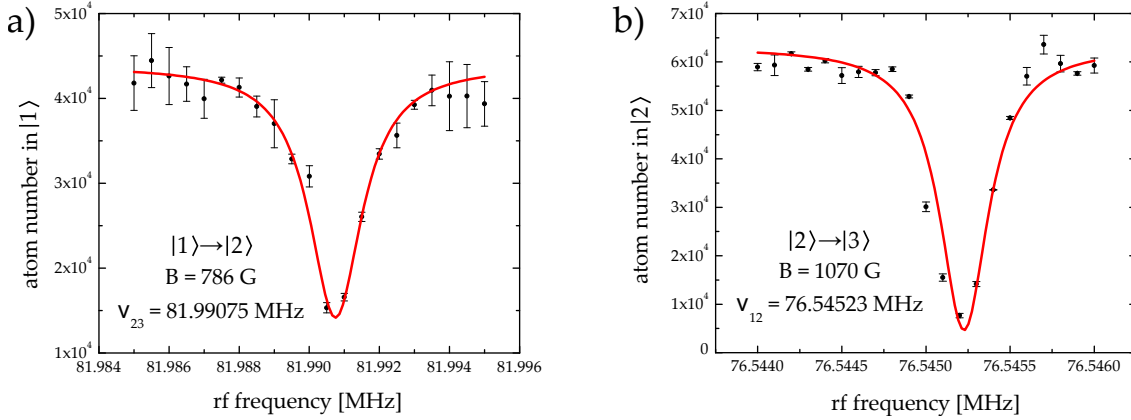 a)
5x10⁴
4x10⁴
3x10⁴
2x10⁴
1x10⁴
atom number in |1⟩
|1⟩→|2⟩
B = 786 G
ν₂₃ = 81.99075 MHz
81.984 81.986 81.988 81.990 81.992 81.994 81.996
rf frequency [MHz]
b)
7x10⁴
6x10⁴
5x10⁴
4x10⁴
3x10⁴
2x10⁴
1x10⁴
0
atom number in |2⟩
|2⟩→|3⟩
B = 1070 G
ν₁₂ = 76.54523 MHz
76.5440 76.5445 76.5450 76.5455 76.5460
rf frequency [MHz]